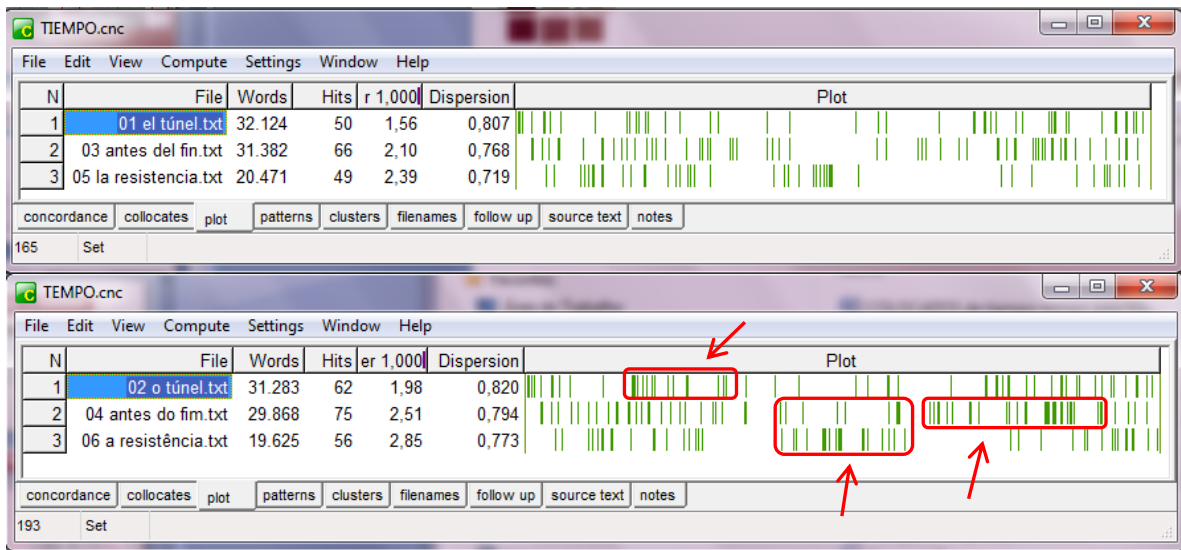 TIEMPO.cnc
File Edit View Compute Settings Window Help
N File Words Hits r 1,000 Dispersion Plot
1 01 el túnel.txt 32.124 50 1,56 0,807
2 03 antes del fin.txt 31.382 66 2,10 0,768
3 05 la resistencia.txt 20.471 49 2,39 0,719
concordance collocates plot patterns clusters filenames follow up source text notes
165 Set
TEMPO.cnc
File Edit View Compute Settings Window Help
N File Words Hits er 1,000 Dispersion Plot
1 02 o túnel.txt 31.283 62 1,98 0,820
2 04 antes do fim.txt 29.868 75 2,51 0,794
3 06 a resistência.txt 19.625 56 2,85 0,773
concordance collocates plot patterns clusters filenames follow up source text notes
193 Set